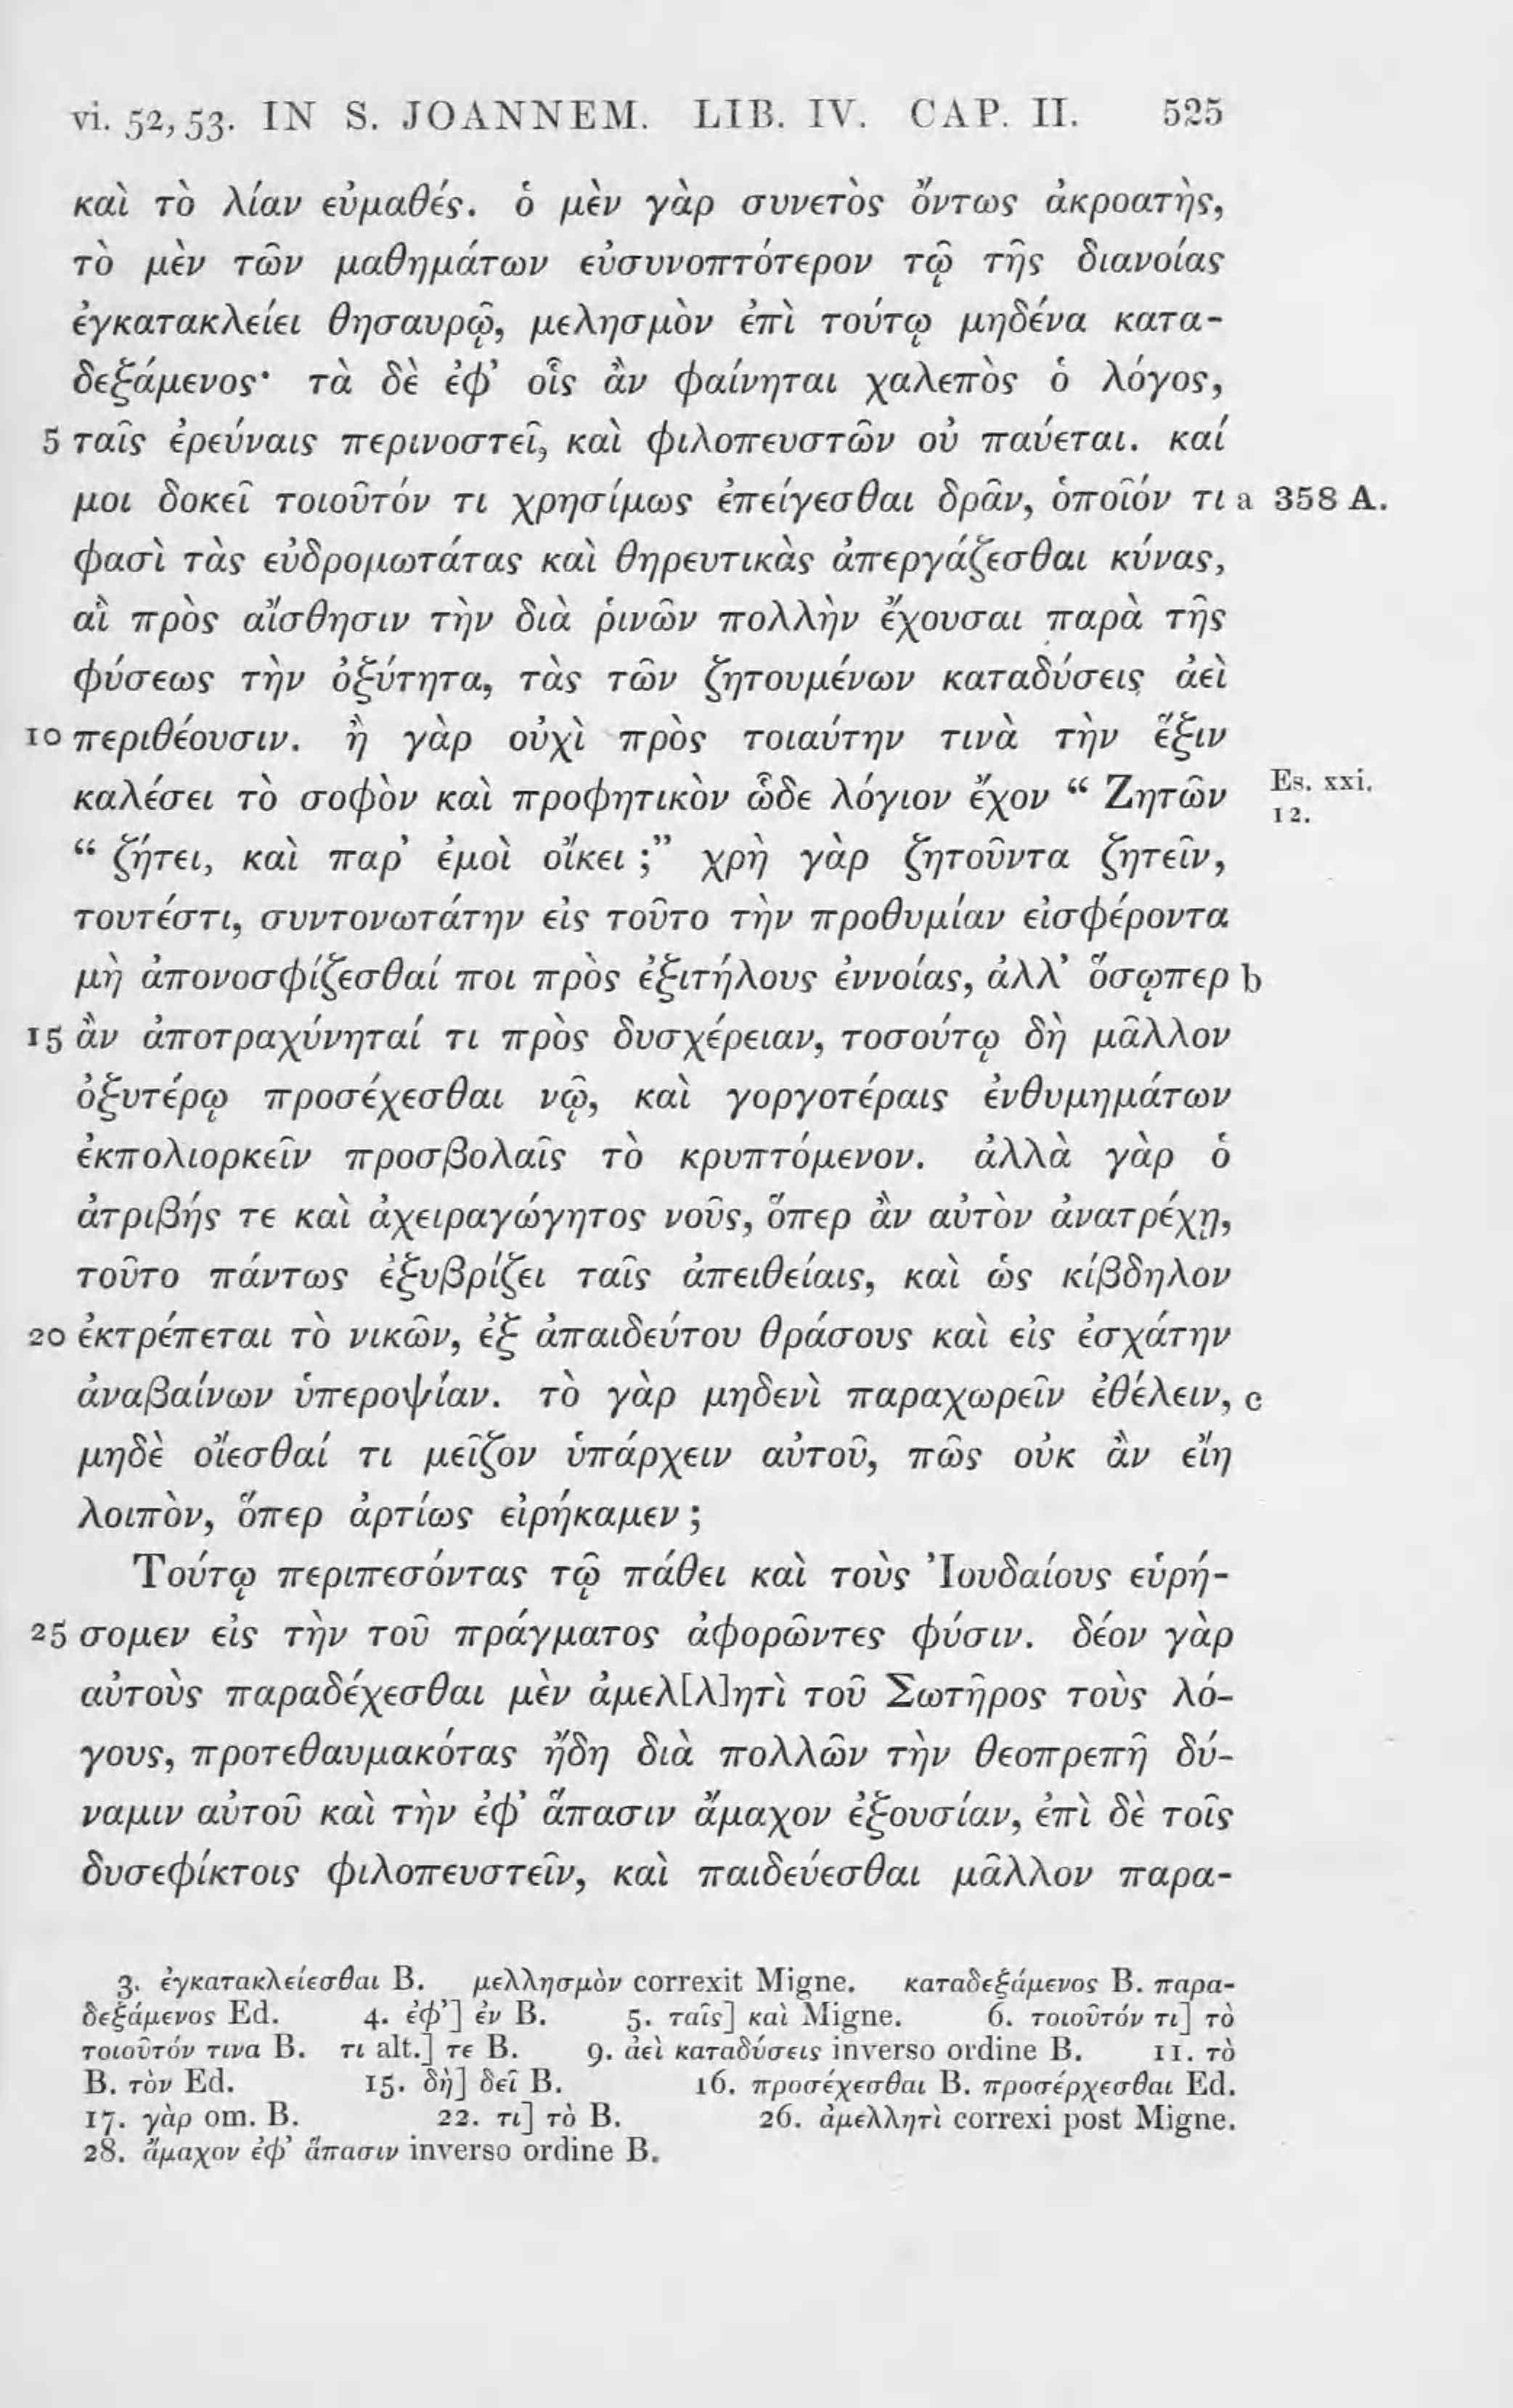 vi. 52, 53. IN S. JOANNEM. LIB. IV. CAP. II. 525
καὶ τὸ λίαν εὐμαθές. ὁ μὲν γὰρ συνετὸς ὄντως ἀκροατὴς,
τὸ μὲν τῶν μαθημάτων εὐσυνοπτότερον τῷ τῆς διανοίας
ἐγκατακλείει θησαυρῷ, μελησμὸν ἐπὶ τούτῳ μηδένα κατα-
δεξάμενος· τὰ δὲ ἐφ’ οἷς ἂν φαίνηται χαλεπὸς ὁ λόγος,
5 ταῖς ἐρεύναις περινοστεῖ, καὶ φιλοπευστῶν οὐ παύεται. καί
μοι δοκεῖ τοιοῦτόν τι χρησίμως ἐπείγεσθαι δρᾶν, ὁποῖόν τι a 358 A.
φασὶ τὰς εὐδρομωτάτας καὶ θηρευτικὰς ἀπεργάζεσθαι κύνας,
αἳ πρὸς αἴσθησιν τὴν διὰ ῥινῶν πολλὴν ἔχουσαι παρὰ τῆς
φύσεως τὴν ὀξύτητα, τὰς τῶν ζητουμένων καταδύσεις ἀεὶ
10 περιθέουσιν. ἢ γὰρ οὐχὶ πρὸς τοιαύτην τινὰ τὴν ἕξιν
καλέσει τὸ σοφὸν καὶ προφητικὸν ὧδε λόγιον ἔχον “ Ζητῶν Es. xxi. 12.
“ ζήτει, καὶ παρ’ ἐμοὶ οἴκει ;” χρὴ γὰρ ζητοῦντα ζητεῖν,
τουτέστι, συντονωτάτην εἰς τοῦτο τὴν προθυμίαν εἰσφέροντα
μὴ ἀπονοσφίζεσθαί ποι πρὸς ἐξιτήλους ἐννοίας, ἀλλ’ ὅσῳπερ b
15 ἂν ἀποτραχύνηταί τι πρὸς δυσχέρειαν, τοσούτῳ δὴ μᾶλλον
ὀξυτέρῳ προσέχεσθαι νῷ, καὶ γοργοτέραις ἐνθυμημάτων
ἐκπολιορκεῖν προσβολαῖς τὸ κρυπτόμενον. ἀλλὰ γὰρ ὁ
ἀτριβής τε καὶ ἀχειραγώγητος νοῦς, ὅπερ ἂν αὐτὸν ἀνατρέχῃ,
τοῦτο πάντως ἐξυβρίζει ταῖς ἀπειθείαις, καὶ ὡς κίβδηλον
20 ἐκτρέπεται τὸ νικῶν, ἐξ ἀπαιδεύτου θράσους καὶ εἰς ἐσχάτην
ἀναβαίνων ὑπεροψίαν. τὸ γὰρ μηδενὶ παραχωρεῖν ἐθέλειν, c
μηδὲ οἴεσθαί τι μεῖζον ὑπάρχειν αὐτοῦ, πῶς οὐκ ἂν εἴη
λοιπὸν, ὅπερ ἀρτίως εἰρήκαμεν ;
Τούτῳ περιπεσόντας τῷ πάθει καὶ τοὺς Ἰουδαίους εὑρή-
25 σομεν εἰς τὴν τοῦ πράγματος ἀφορῶντες φύσιν. δέον γὰρ
αὐτοὺς παραδέχεσθαι μὲν ἀμελ[λ]ητὶ τοῦ Σωτῆρος τοὺς λό-
γους, προτεθαυμακότας ἤδη διὰ πολλῶν τὴν θεοπρεπῆ δύ-
ναμιν αὐτοῦ καὶ τὴν ἐφ’ ἅπασιν ἄμαχον ἐξουσίαν, ἐπὶ δὲ τοῖς
δυσεφίκτοις φιλοπευστεῖν, καὶ παιδεύεσθαι μᾶλλον παρα-
3. ἐγκατακλείεσθαι B. μελλησμὸν correxit Migne. καταδεξάμενος B. παρα-
δεξάμενος Ed. 4. ἐφ’] ἐν B. 5. ταῖς] καὶ Migne. 6. τοιοῦτόν τι] τὸ
τοιοῦτόν τινα B. τι alt.] τε B. 9. ἀεὶ καταδύσεις inverso ordine B. 11. τὸ
B. τὸν Ed. 15. δὴ] δεῖ B. 16. προσέχεσθαι B. προσέρχεσθαι Ed.
17. γὰρ om. B. 22. τι] τὸ B. 26. ἀμελλητὶ correxi post Migne.
28. ἄμαχον ἐφ’ ἅπασιν inverso ordine B.